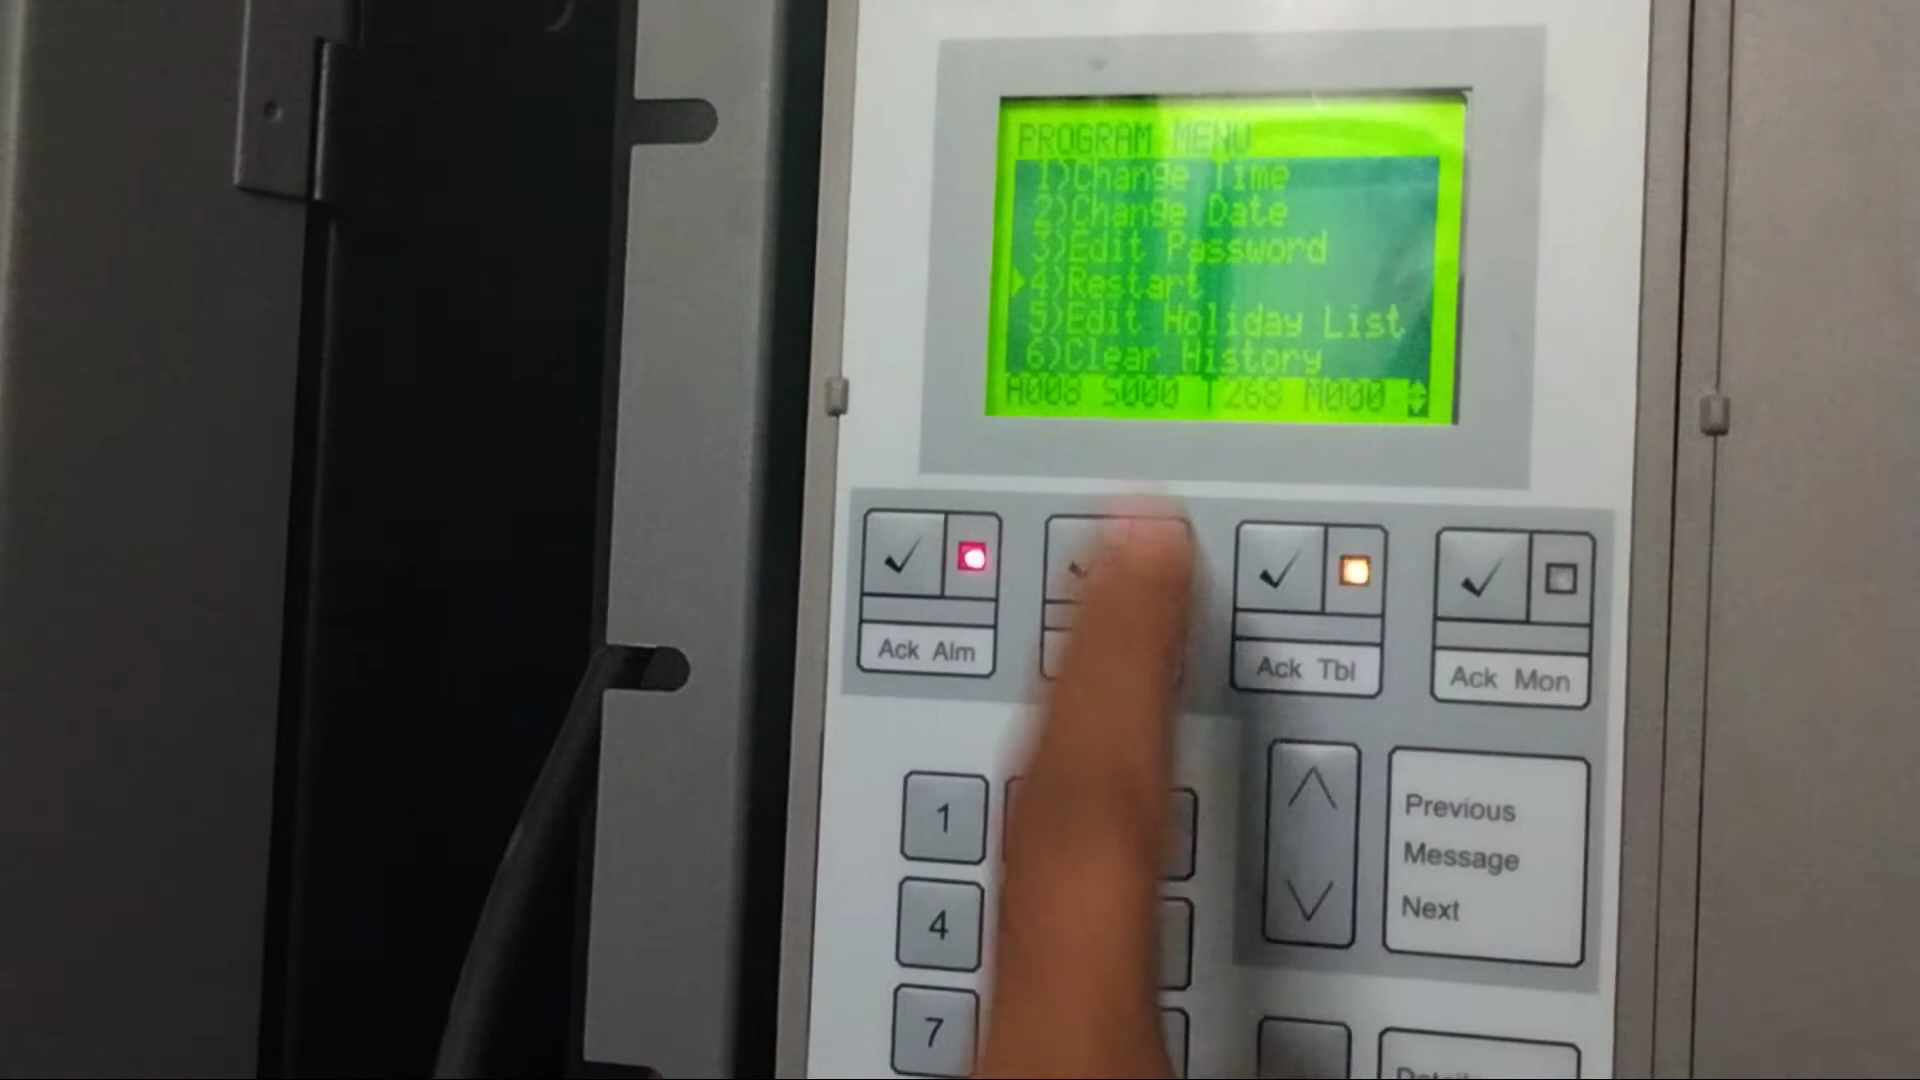 PROGRAM MENU
1)Change Time
2)Change Date
3)Edit Password
4)Restart
5)Edit Holiday List
6)Clear History
A008 S000 T268 M000
Ack Alm
Ack Tbl
Ack Mon
1
Previous
Message
Next
4
7